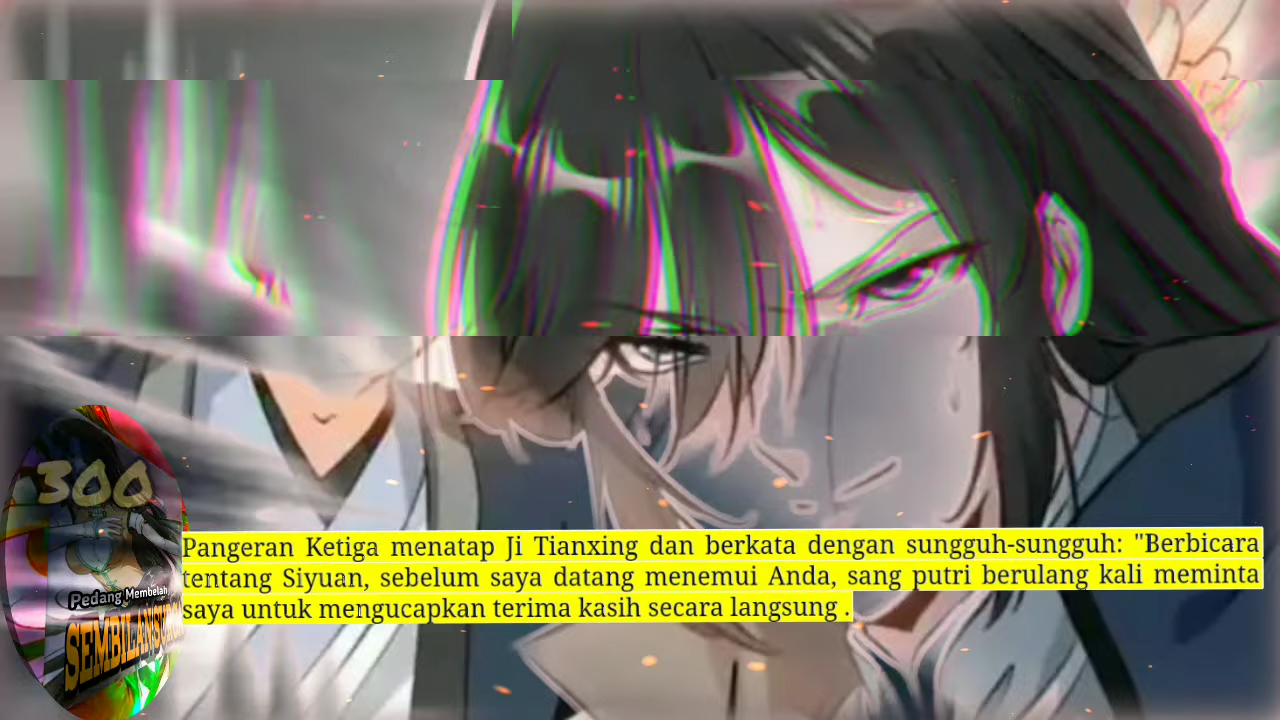 300
Pedang Membelah
Pangeran Ketiga menatap Ji Tianxing dan berkata dengan sungguh-sungguh: "Berbicara
tentang Siyuan, sebelum saya datang menemui Anda, sang putri berulang kali meminta
saya untuk mengucapkan terima kasih secara langsung .